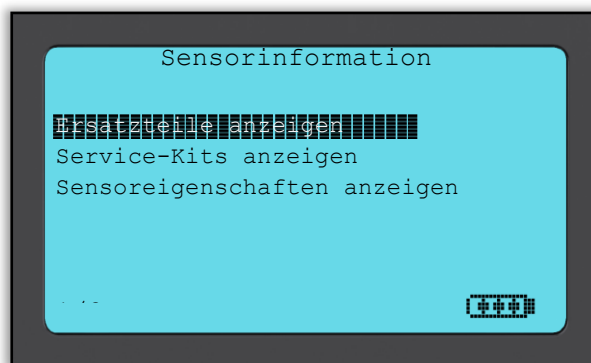 Sensorinformation
Ersatzteile anzeigen
Service-Kits anzeigen
Sensoreigenschaften anzeigen